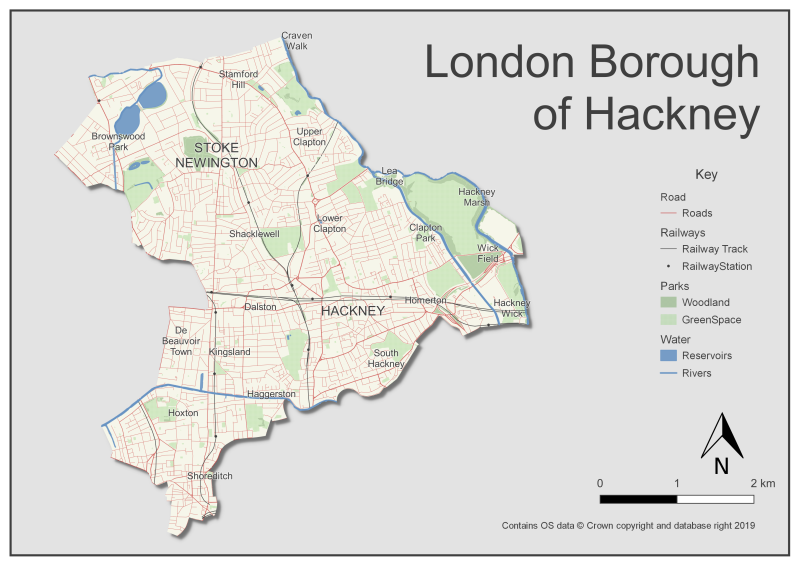 London Borough
of Hackney
Craven
Walk
Stamford
Hill
Brownswood
Park
STOKE
NEWINGTON
Upper
Clapton
Lea
Bridge
Hackney
Marsh
Lower
Clapton
Shacklewell
Clapton
Park
Wick
Field
Dalston
HACKNEY
Homerton
Hackney
Wick
De
Beauvoir
Town
Kingsland
South
Hackney
Haggerston
Hoxton
Shoreditch
Key
Road
Roads
Railways
Railway Track
RailwayStation
Parks
Woodland
GreenSpace
Water
Reservoirs
Rivers
N
0 1 2 km
Contains OS data © Crown copyright and database right 2019